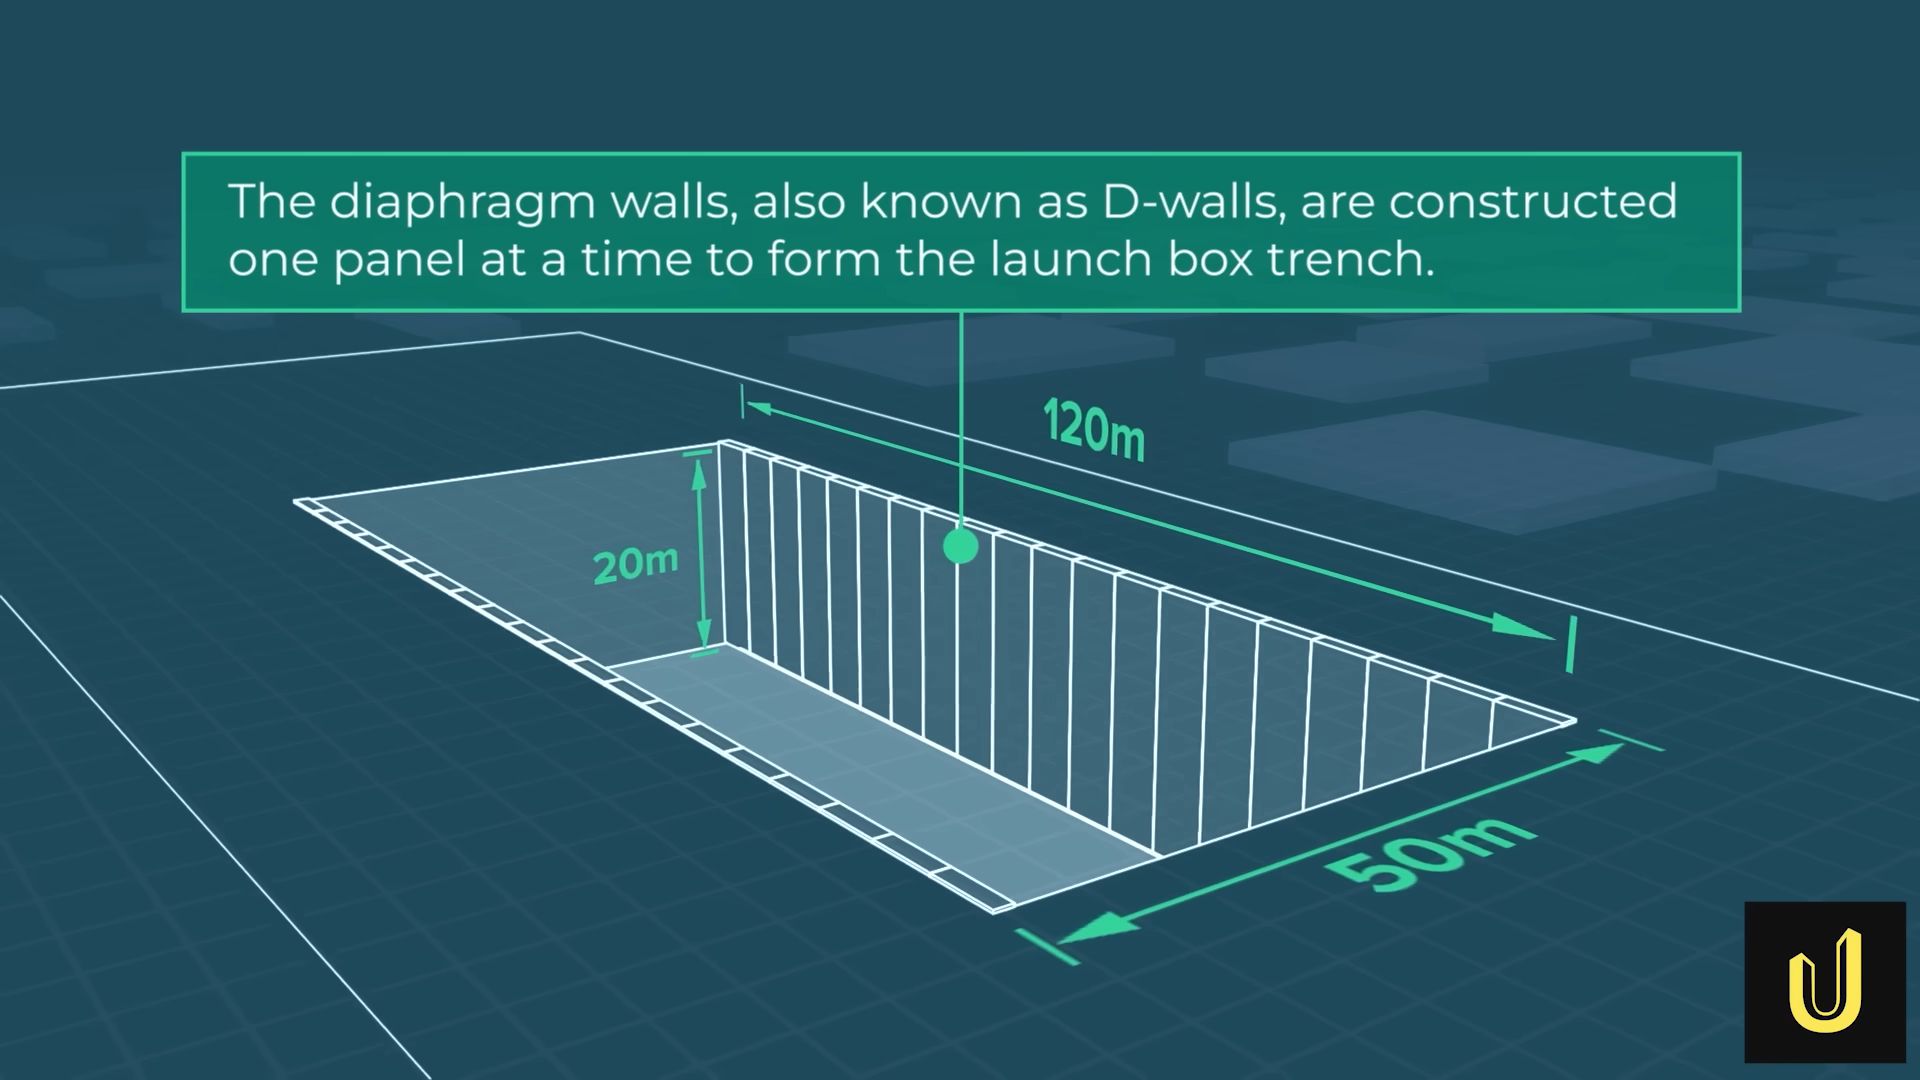 The diaphragm walls, also known as D-walls, are constructed
one panel at a time to form the launch box trench.
120m
20m
50m